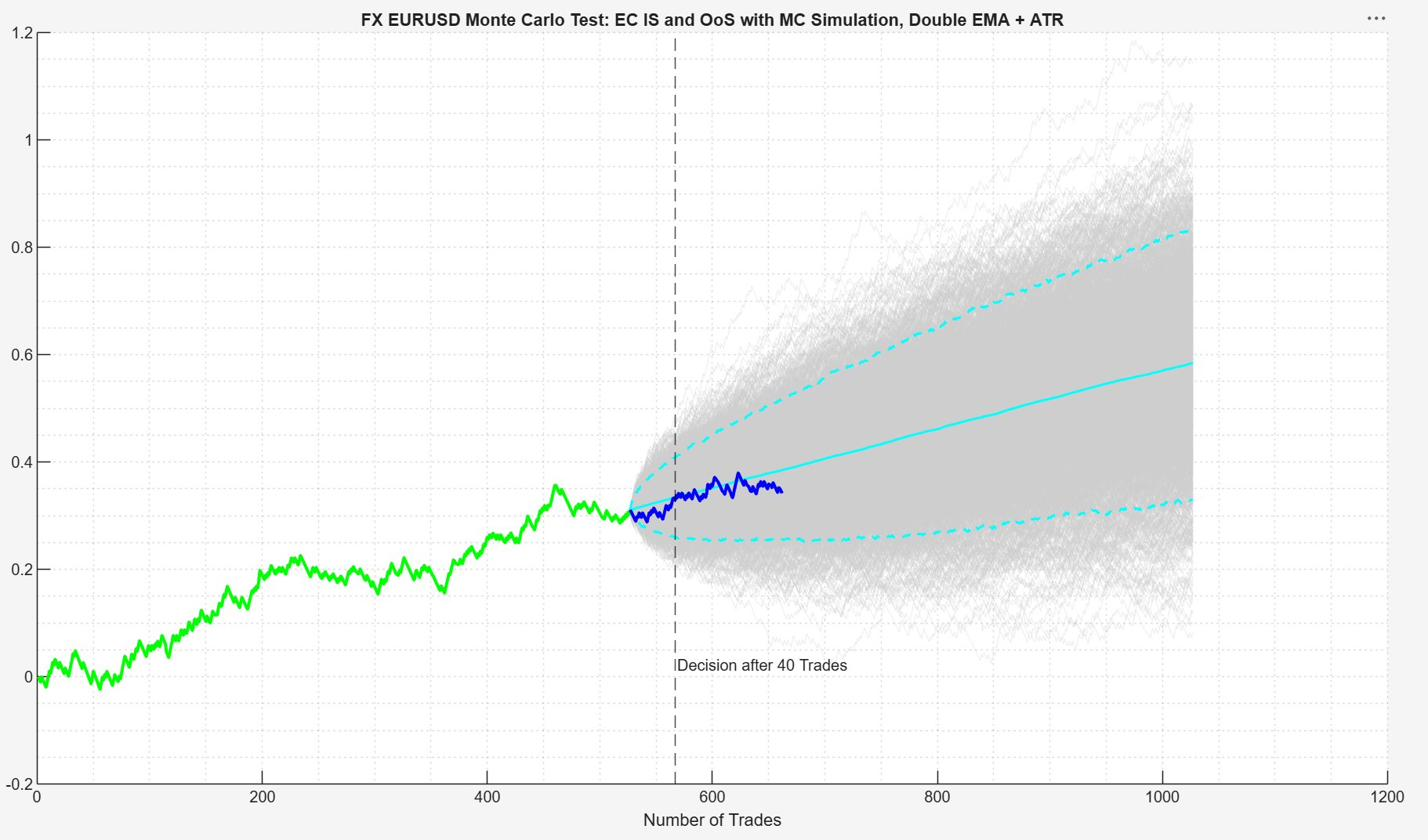 FX EURUSD Monte Carlo Test: EC IS and OoS with MC Simulation, Double EMA + ATR
1.2
1
0.8
0.6
0.4
0.2
0
-0.2
Decision after 40 Trades
0 200 400 600 800 1000 1200
Number of Trades